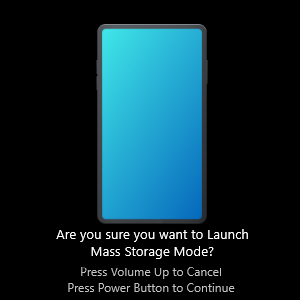 Are you sure you want to Launch
Mass Storage Mode?
Press Volume Up to Cancel
Press Power Button to Continue